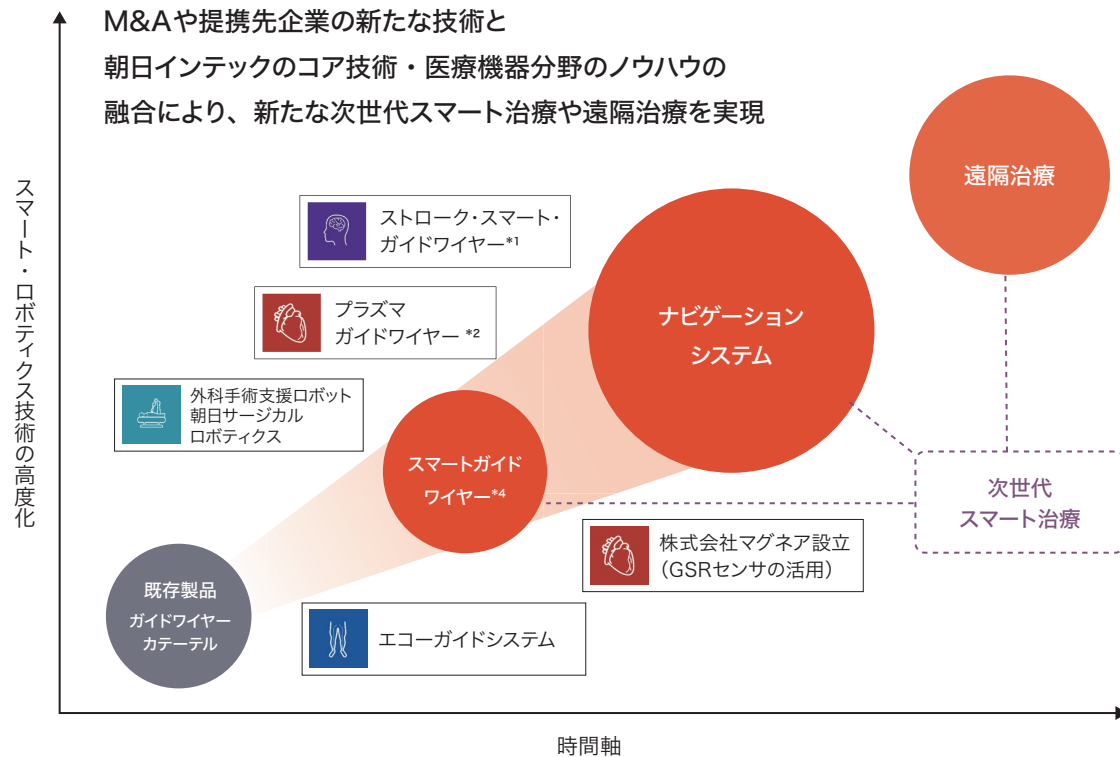 M&Aや提携先企業の新たな技術と
朝日インテックのコア技術・医療機器分野のノウハウの
融合により、新たな次世代スマート治療や遠隔治療を実現
スマート・ロボティクス技術の高度化
遠隔治療
ストローク・スマート・
ガイドワイヤー*1
プラズマ
ガイドワイヤー *2
ナビゲーション
システム
外科手術支援ロボット
朝日サージカル
ロボティクス
スマートガイド
ワイヤー*4
次世代
スマート治療
株式会社マグネア設立
（GSRセンサの活用）
既存製品
ガイドワイヤー
カテーテル
エコーガイドシステム
時間軸